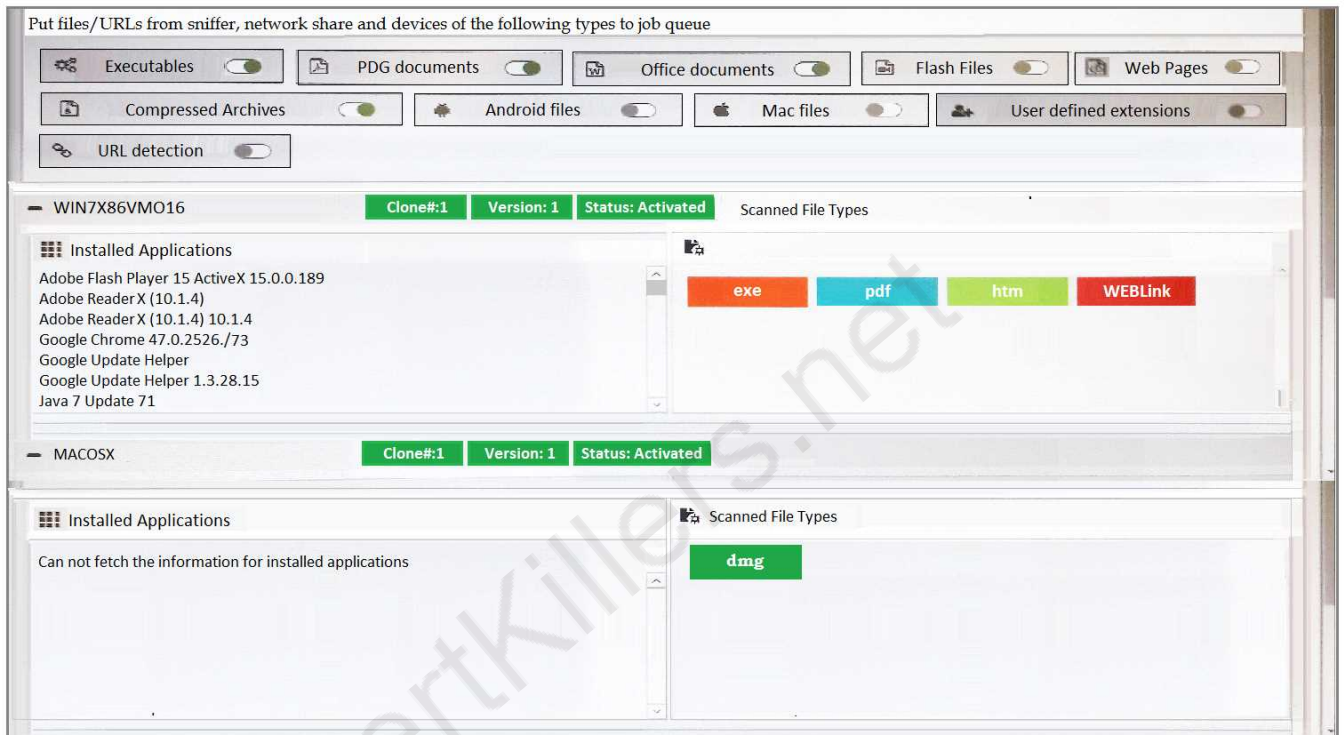 Put files/URLs from sniffer, network share and devices of the following types to job queue
Executables PDG documents Office documents Flash Files Web Pages
Compressed Archives Android files Mac files User defined extensions
URL detection
WIN7X86VMO16 Clone#:1 Version: 1 Status: Activated Scanned File Types
Installed Applications
Adobe Flash Player 15 ActiveX 15.0.0.189
Adobe Reader X (10.1.4)
Adobe Reader X (10.1.4) 10.1.4
Google Chrome 47.0.2526./73
Google Update Helper
Google Update Helper 1.3.28.15
Java 7 Update 71
exe pdf htm WEBLink
MACOSX Clone#:1 Version: 1 Status: Activated
Installed Applications
Scanned File Types
Can not fetch the information for installed applications
dmg
ertKillers.net